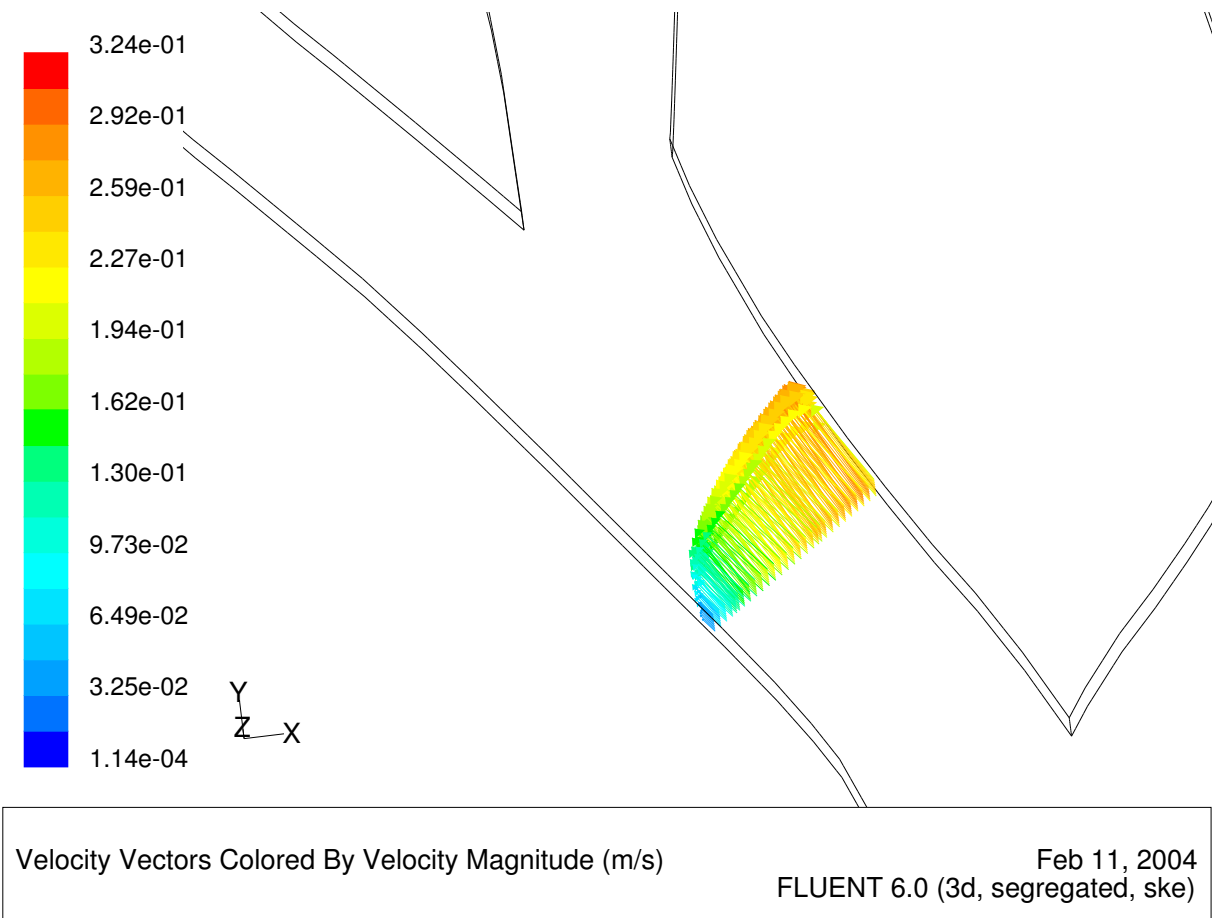 3.24e-01
2.92e-01
2.59e-01
2.27e-01
1.94e-01
1.62e-01
1.30e-01
9.73e-02
6.49e-02
3.25e-02
1.14e-04
Y
Z
X
Velocity Vectors Colored By Velocity Magnitude (m/s)
Feb 11, 2004
FLUENT 6.0 (3d, segregated, ske)